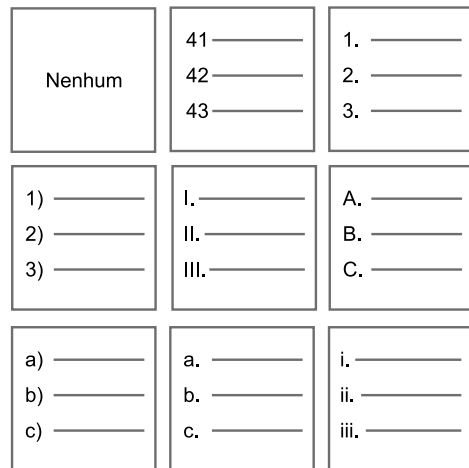 Nenhum
41
42
43
1.
2.
3.
1)
2)
3)
I.
II.
III.
A.
B.
C.
a)
b)
c)
a.
b.
c.
i.
ii.
iii.